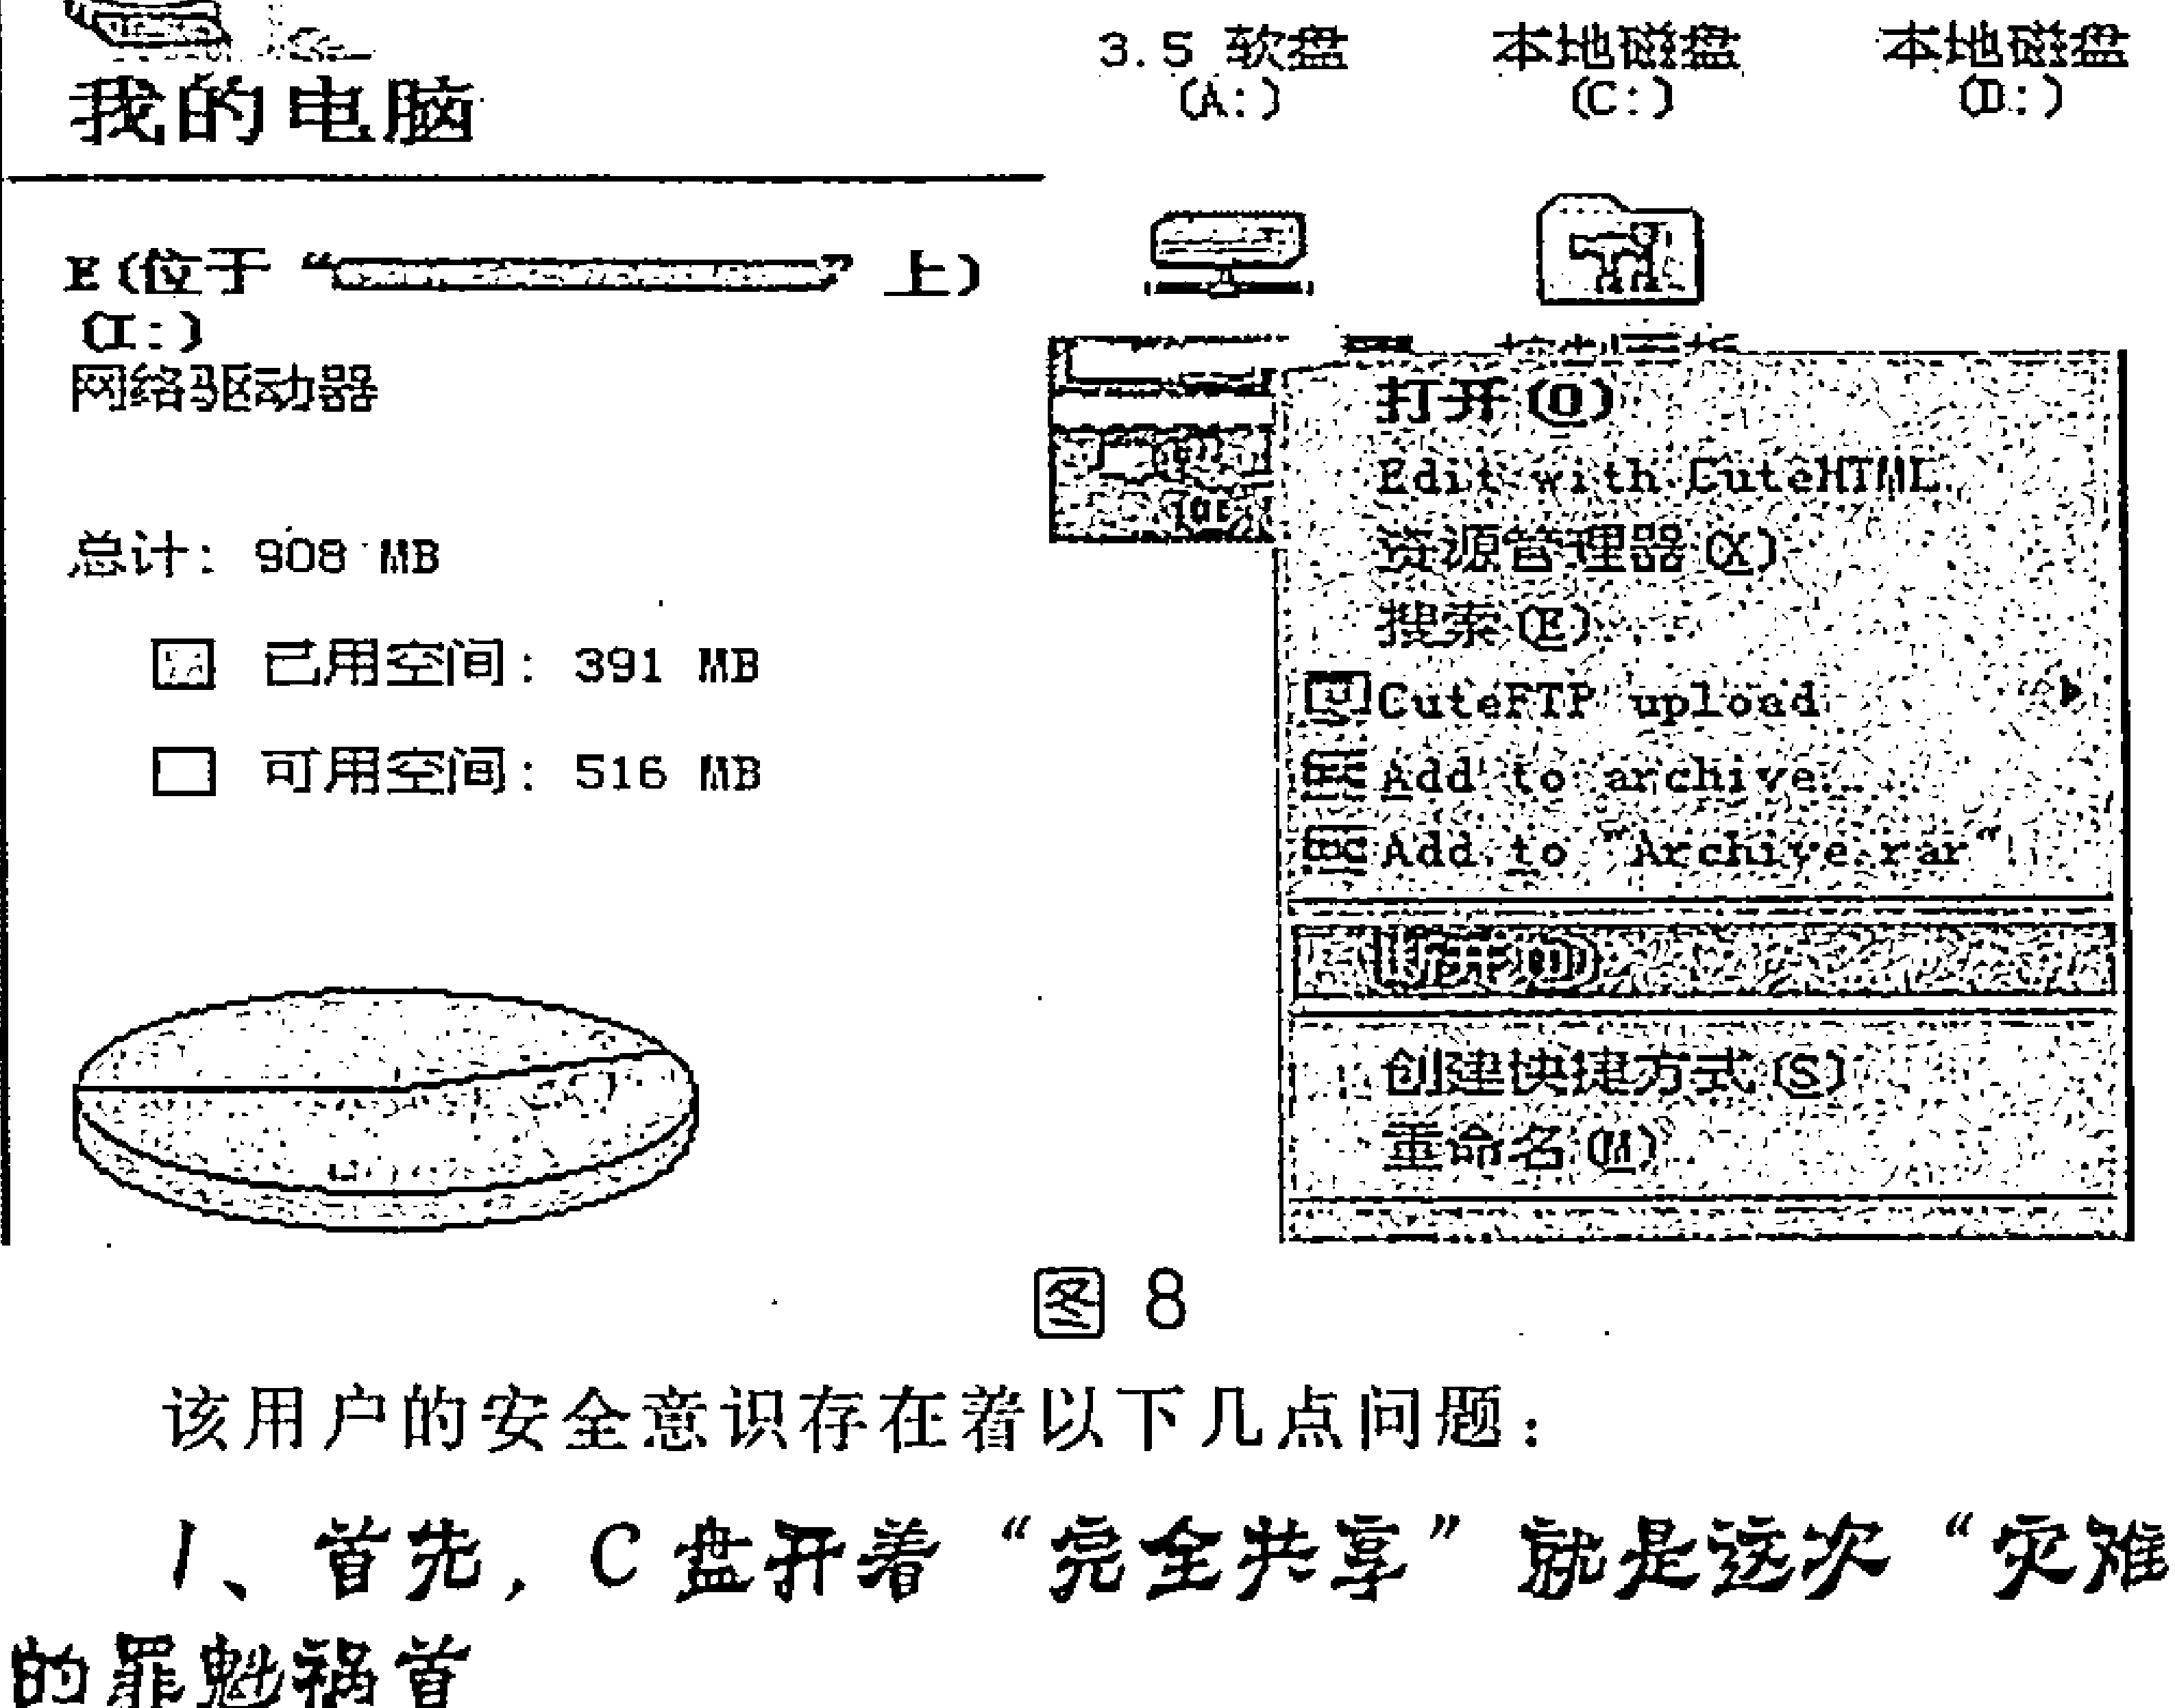 我的电脑
3.5 软盘 (A:)
本地磁盘 (C:)
本地磁盘 (D:)
E(位于“ ” 上)
(I:)
网络驱动器
总计: 908 MB
已用空间: 391 MB
可用空间: 516 MB
打开(O)
Edit with CuteHTML
资源管理器(X)
搜索(E)
CuteFTP upload
Add to archive...
Add to "Archive.rar"
断开(D)
创建快捷方式(S)
重命名(M)
图 8
该用户的安全意识存在着以下几点问题:
1、首先, C 盘开着“完全共享”就是这次“灾难
的罪魁祸首